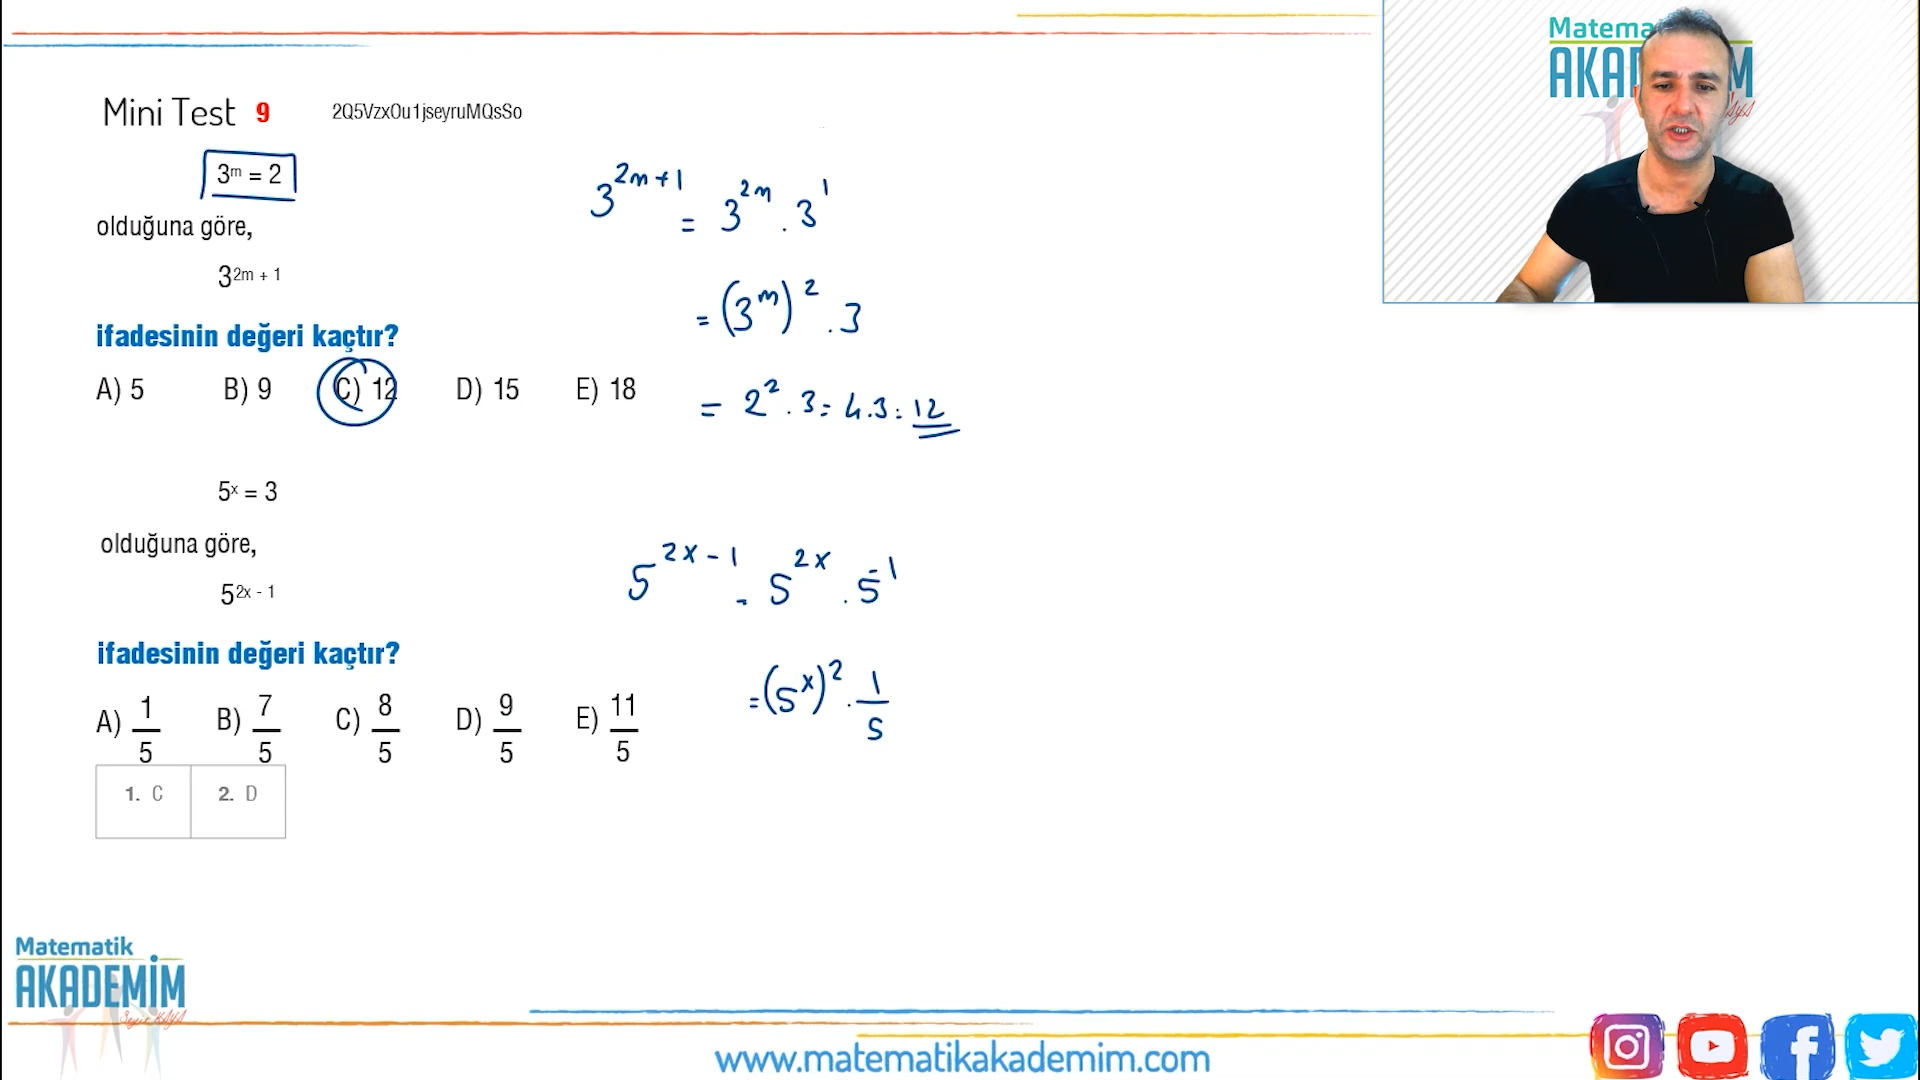 Mini Test 9 2Q5VzxOu1jseyruMQsSo
3ᵐ = 2
olduğuna göre,
3²ᵐ ⁺ ¹
ifadesinin değeri kaçtır?
A) 5 B) 9 C) 12 D) 15 E) 18
3²ᵐ⁺¹ = 3²ᵐ . 3¹
= (3ᵐ)² . 3
= 2² . 3 = 4.3 = 12
5ˣ = 3
olduğuna göre,
5²ˣ ⁻ ¹
ifadesinin değeri kaçtır?
A) 1/5 B) 7/5 C) 8/5 D) 9/5 E) 11/5
5²ˣ⁻¹ = 5²ˣ . 5⁻¹
= (5ˣ)² . 1/5
1. C 2. D
Matematik
AKADEMİM
www.matematikakademim.com